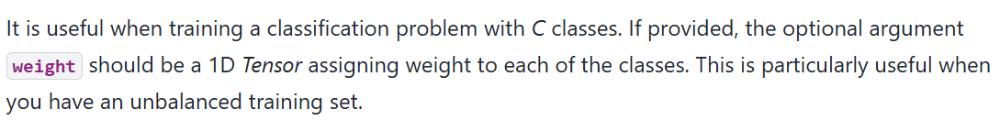 It is useful when training a classification problem with C classes. If provided, the optional argument
weight should be a 1D Tensor assigning weight to each of the classes. This is particularly useful when
you have an unbalanced training set.